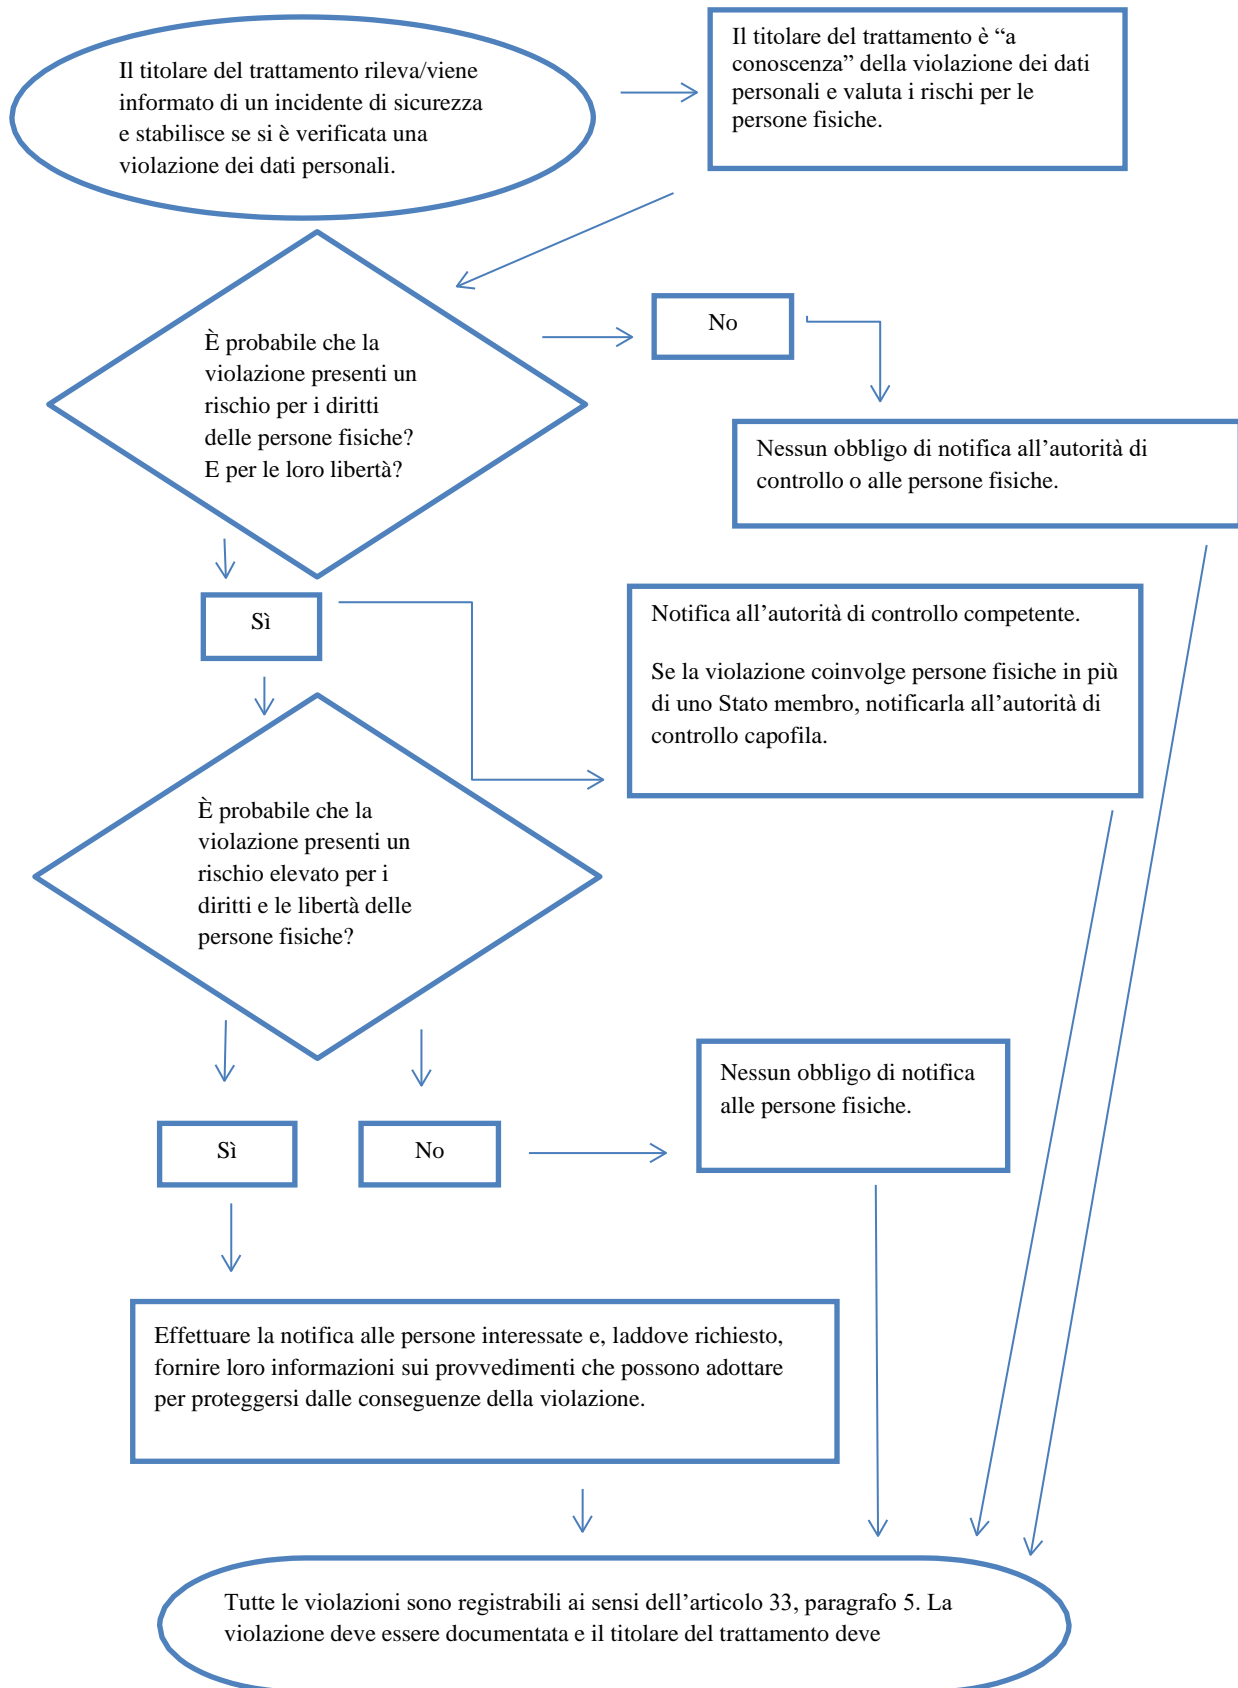 Il titolare del trattamento rileva/viene
informato di un incidente di sicurezza
e stabilisce se si è verificata una
violazione dei dati personali.
Il titolare del trattamento è “a
conoscenza” della violazione dei dati
personali e valuta i rischi per le
persone fisiche.
È probabile che la
violazione presenti un
rischio per i diritti
delle persone fisiche?
E per le loro libertà?
No
Nessun obbligo di notifica all’autorità di
controllo o alle persone fisiche.
Sì
Notifica all’autorità di controllo competente.
Se la violazione coinvolge persone fisiche in più
di uno Stato membro, notificarla all’autorità di
controllo capofila.
È probabile che la
violazione presenti un
rischio elevato per i
diritti e le libertà delle
persone fisiche?
Sì
No
Nessun obbligo di notifica
alle persone fisiche.
Effettuare la notifica alle persone interessate e, laddove richiesto,
fornire loro informazioni sui provvedimenti che possono adottare
per proteggersi dalle conseguenze della violazione.
Tutte le violazioni sono registrabili ai sensi dell’articolo 33, paragrafo 5. La
violazione deve essere documentata e il titolare del trattamento deve